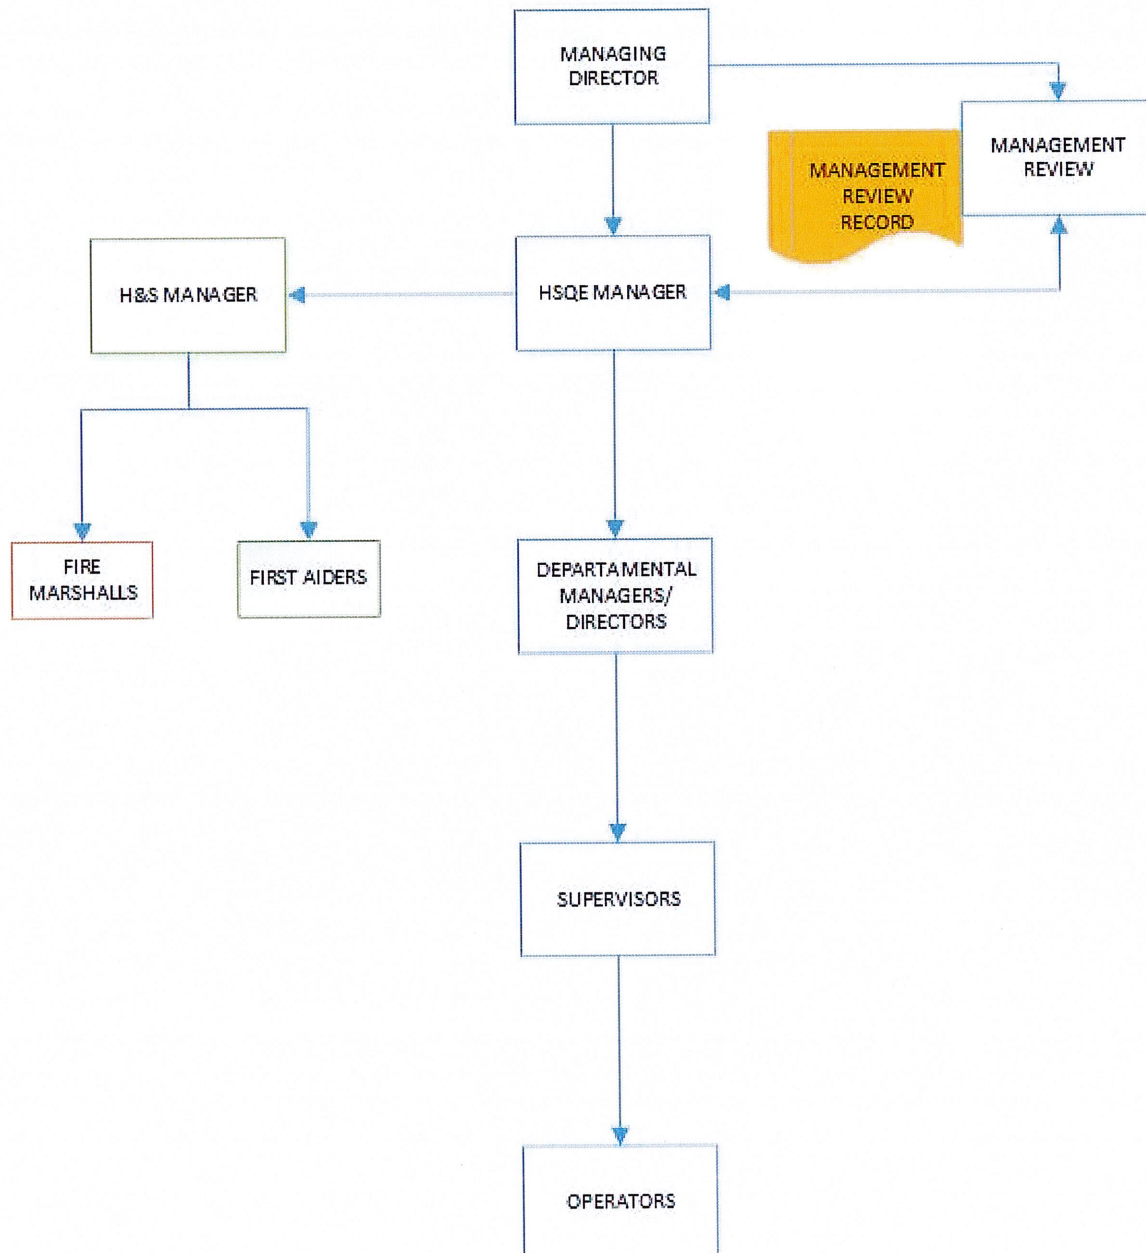 MANAGING
DIRECTOR
MANAGEMENT
REVIEW
MANAGEMENT
REVIEW
RECORD
H&S MANAGER
HSQE MANAGER
FIRE
MARSHALLS
FIRST AIDERS
DEPARTAMENTAL
MANAGERS/
DIRECTORS
SUPERVISORS
OPERATORS